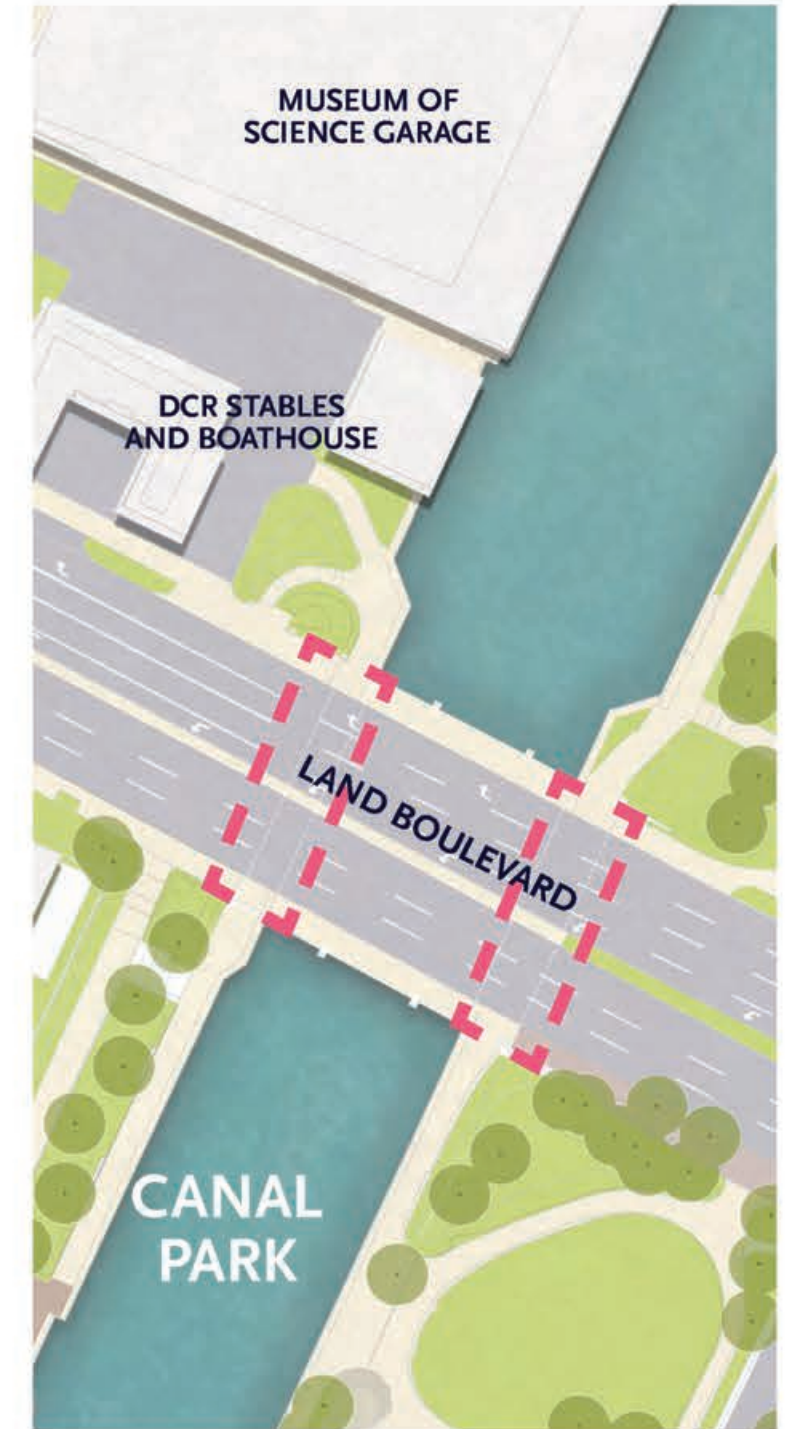 MUSEUM OF
SCIENCE GARAGE
DCR STABLES
AND BOATHOUSE
LAND BOULEVARD
CANAL
PARK